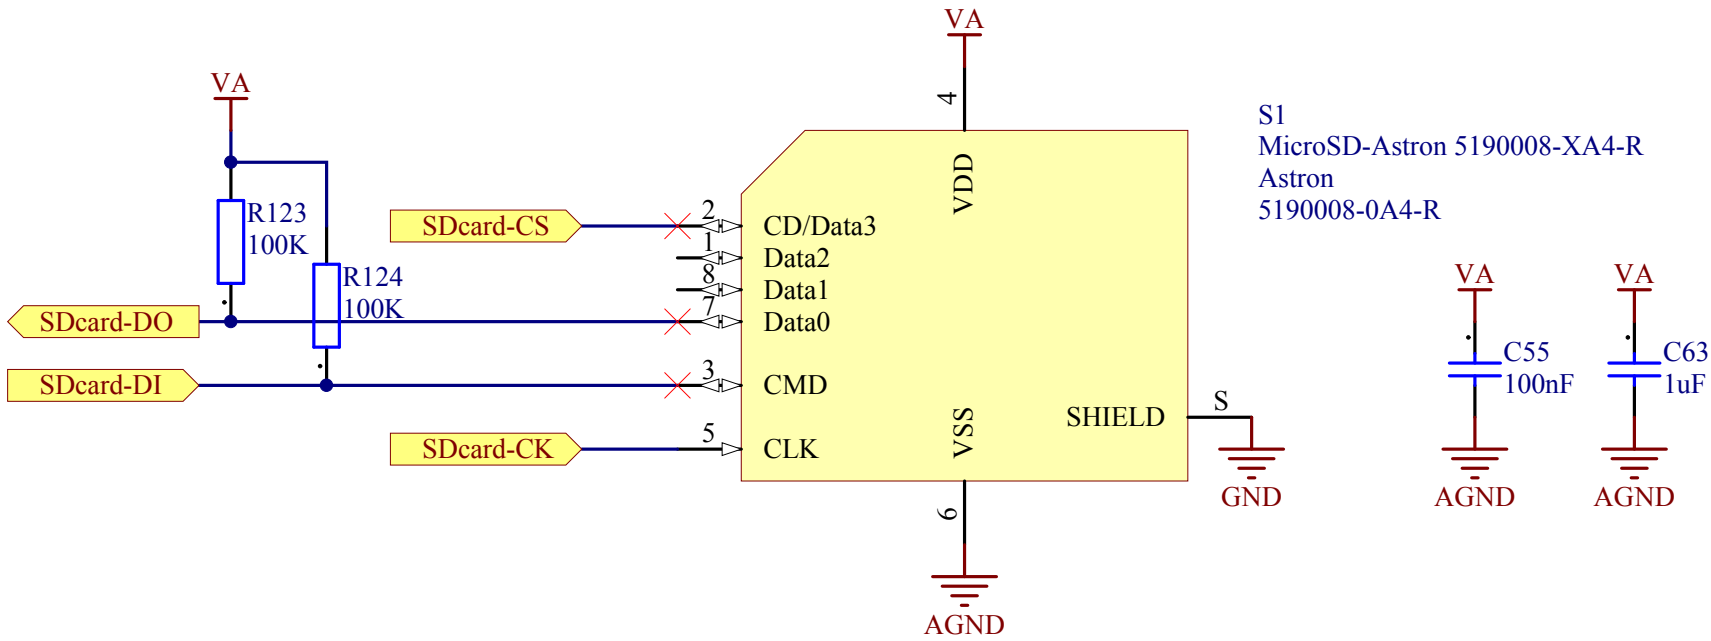 VA
VA
4
S1
MicroSD-Astron 5190008-XA4-R
Astron
5190008-0A4-R
VDD
R123
100K
SDcard-CS
2
CD/Data3
1
Data2
R124
100K
8
Data1
VA
VA
SDcard-DO
7
Data0
C55
100nF
C63
1uF
SDcard-DI
3
CMD
S
SHIELD
VSS
SDcard-CK
5
CLK
GND
AGND
AGND
6
AGND